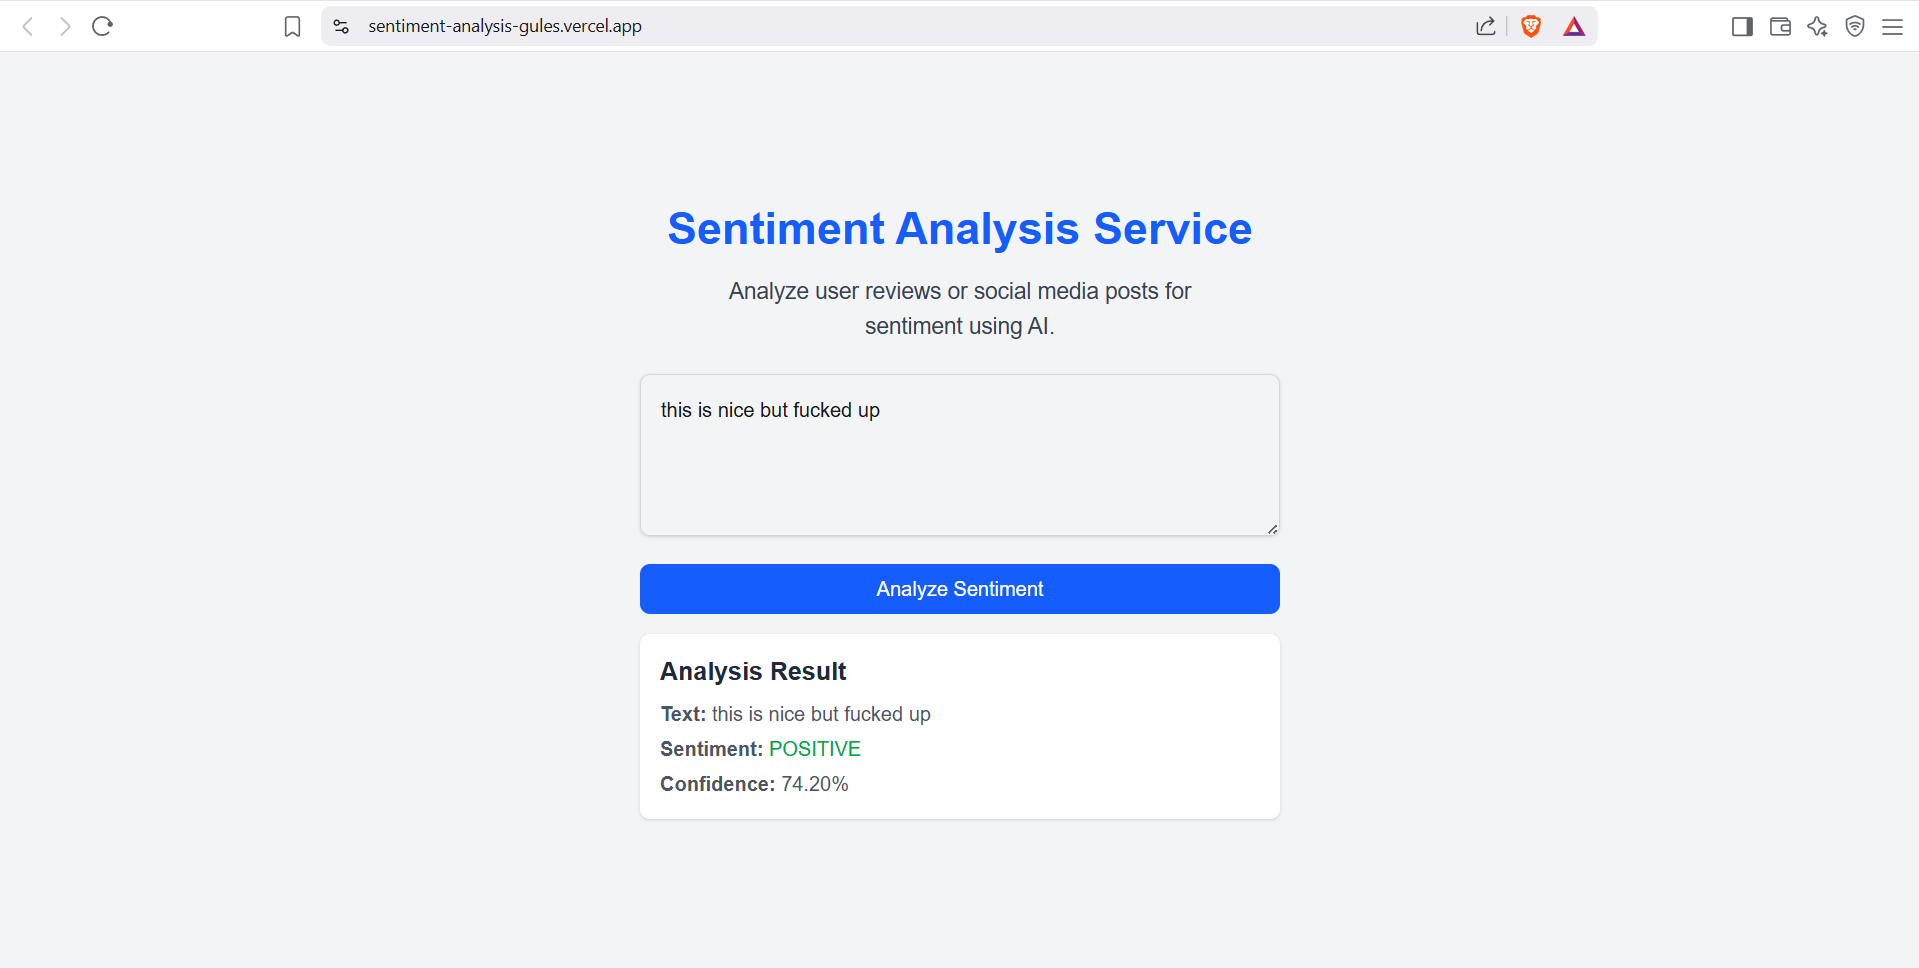 sentiment-analysis-gules.vercel.app
Sentiment Analysis Service
Analyze user reviews or social media posts for
sentiment using AI.
this is nice but fucked up
Analyze Sentiment
Analysis Result
Text: this is nice but fucked up
Sentiment: POSITIVE
Confidence: 74.20%